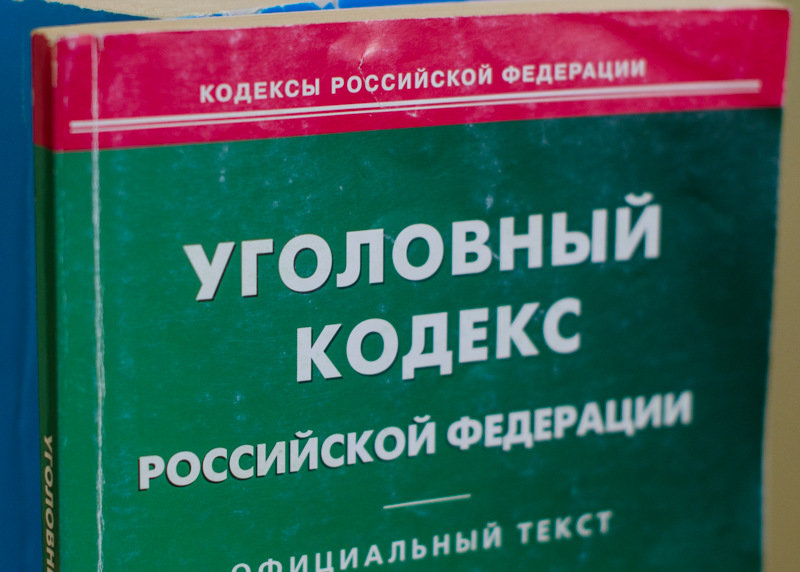 КОДЕКСЫ РОССИЙСКОЙ ФЕДЕРАЦИИ
УГОЛОВНЫЙ
КОДЕКС
РОССИЙСКОЙ ФЕДЕРАЦИИ
ОФИЦИАЛЬНЫЙ ТЕКСТ